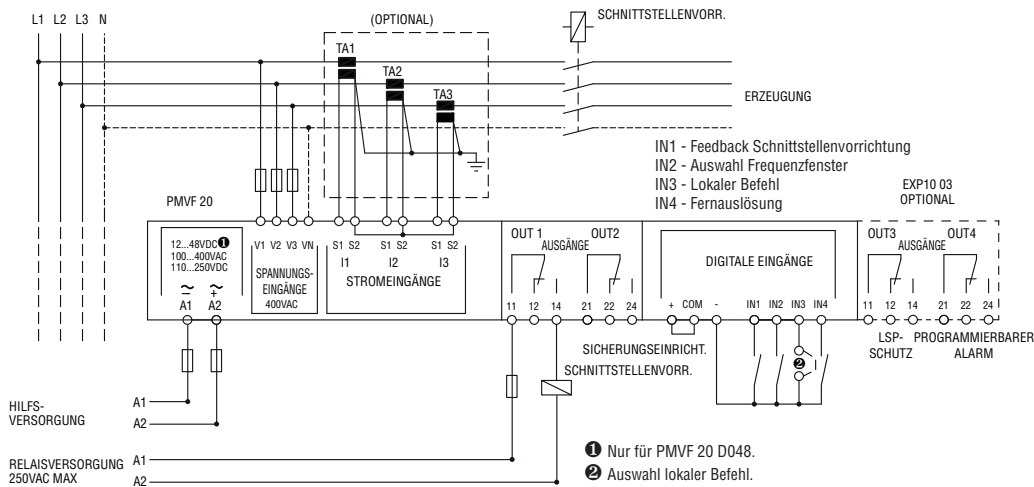 L1 L2 L3 N
(OPTIONAL)
SCHNITTSTELLENVORR.
TA1
TA2
TA3
ERZEUGUNG
IN1 - Feedback Schnittstellenvorrichtung
IN2 - Auswahl Frequenzfenster
IN3 - Lokaler Befehl
IN4 - Fernauslösung
EXP10 03
OPTIONAL
PMVF 20
12...48VDC❶
100...400VAC
110...250VDC
~ ~
– +
A1 A2
V1 V2 V3 VN
SPANNUNGS-
EINGÄNGE
400VAC
S1 S2 S1 S2 S1 S2
I1 I2 I3
STROMEINGÄNGE
OUT 1 OUT2
AUSGÄNGE
11 12 14 21 22 24
DIGITALE EINGÄNGE
+ COM - IN1 IN2 IN3 IN4
OUT3 OUT4
AUSGÄNGE
11 12 14 21 22 24
LSP-
SCHUTZ
PROGRAMMIERBARER
ALARM
SICHERUNGSEINRICHT.
SCHNITTSTELLENVORR.
❷
HILFS-
VERSORGUNG
A1
A2
RELAISVERSORGUNG
250VAC MAX
A1
A2
❶ Nur für PMVF 20 D048.
❷ Auswahl lokaler Befehl.